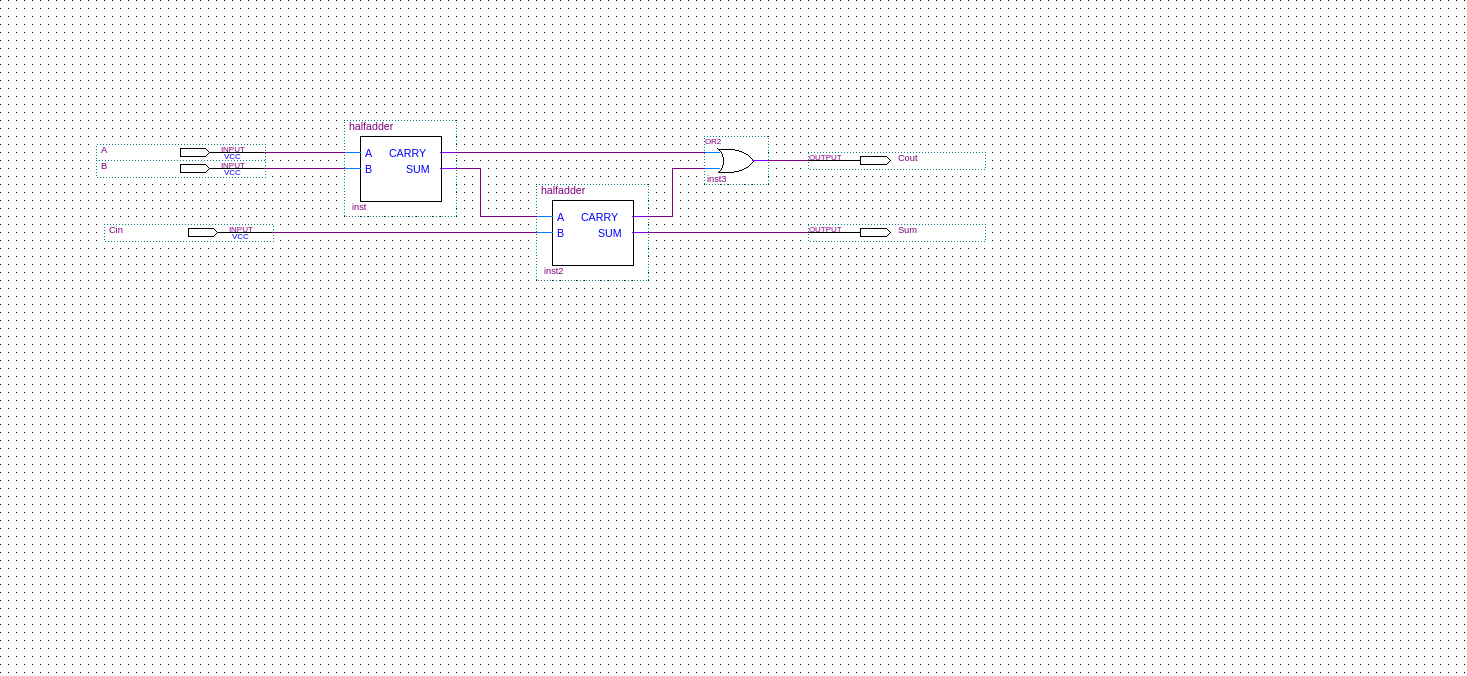 halfadder
A INPUT
VCC
B INPUT
VCC
A CARRY
B SUM
inst
OR2
inst3
OUTPUT Cout
halfadder
A CARRY
B SUM
inst2
Cin INPUT
VCC
OUTPUT Sum